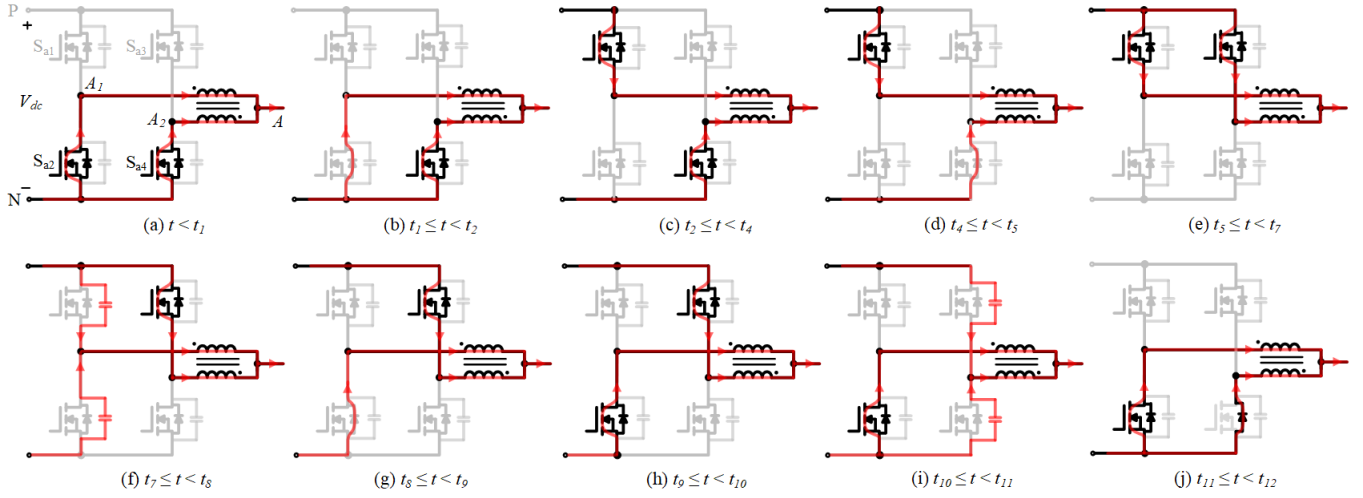 P
+
Sa1
Sa3
A1
Vdc
A2
A
Sa2
Sa4
−
N
(a) t < t1
(b) t1 ≤ t < t2
(c) t2 ≤ t < t4
(d) t4 ≤ t < t5
(e) t5 ≤ t < t7
(f) t7 ≤ t < t8
(g) t8 ≤ t < t9
(h) t9 ≤ t < t10
(i) t10 ≤ t < t11
(j) t11 ≤ t < t12